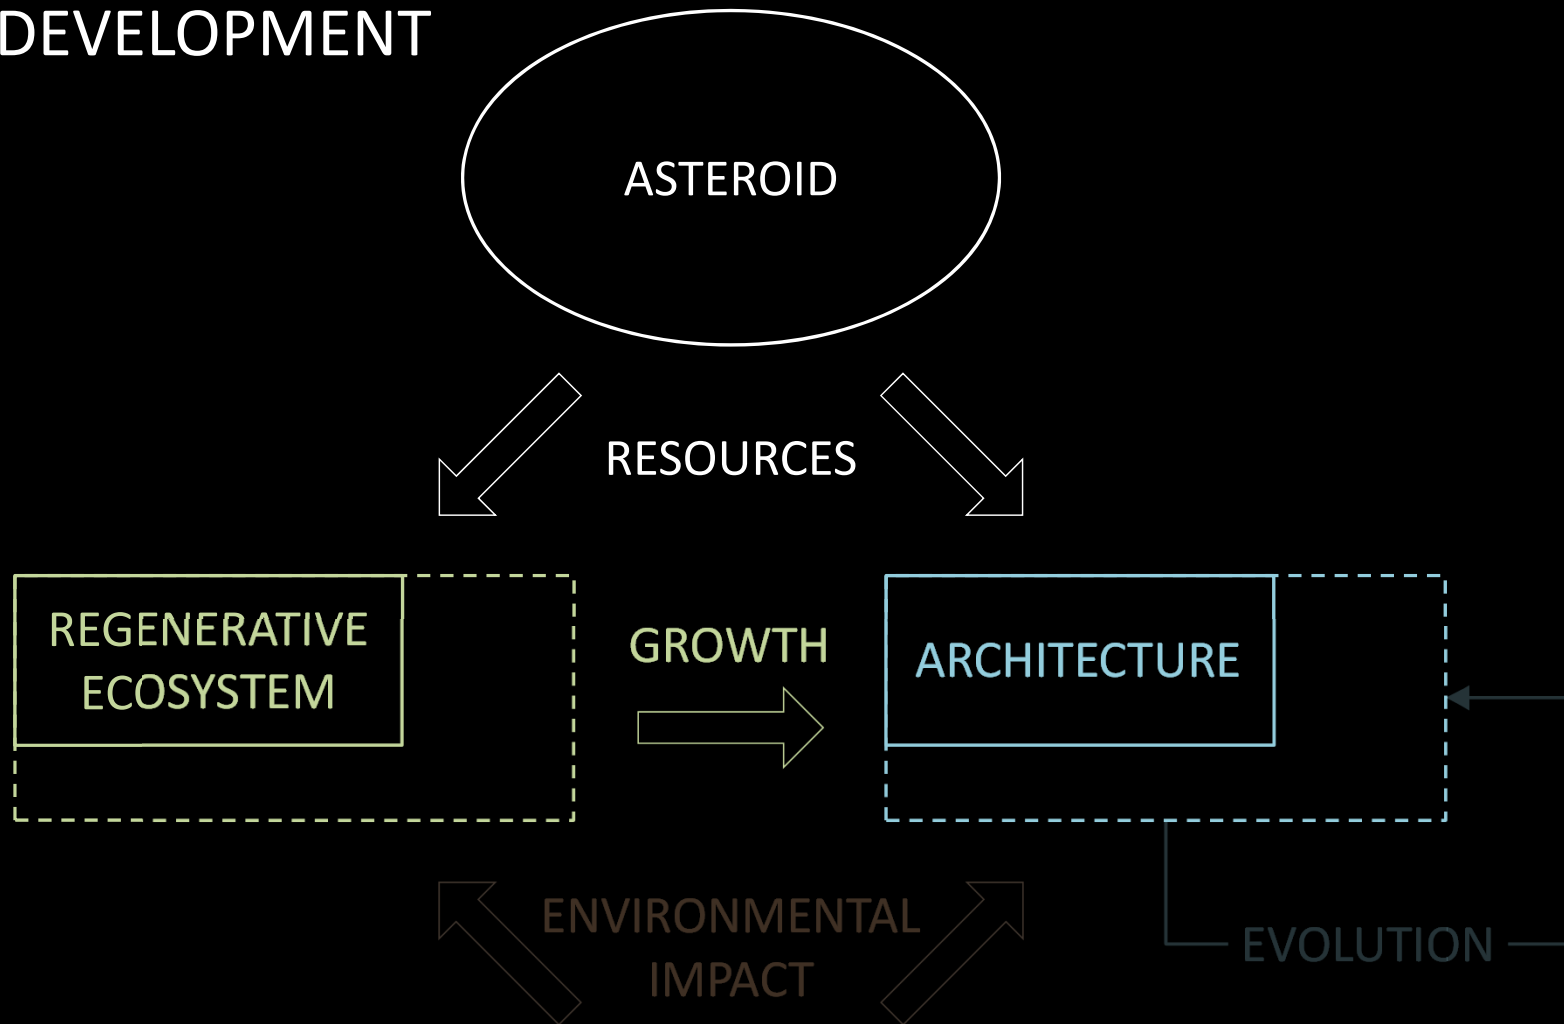 DEVELOPMENT
ASTEROID
RESOURCES
REGENERATIVE
ECOSYSTEM
GROWTH
ARCHITECTURE
ENVIRONMENTAL
IMPACT
EVOLUTION